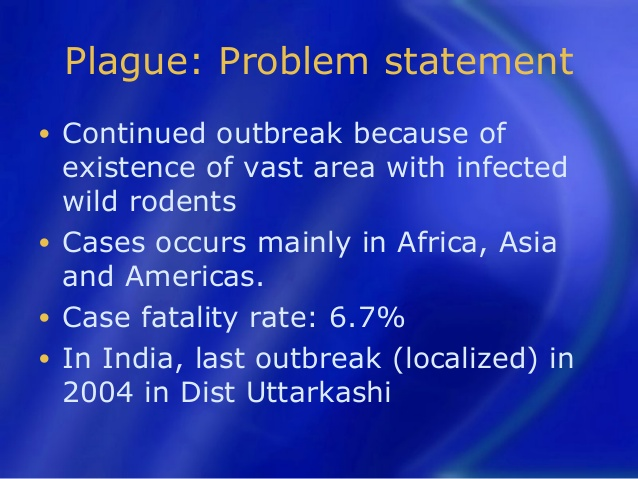 Plague: Problem statement
• Continued outbreak because of
existence of vast area with infected
wild rodents
• Cases occurs mainly in Africa, Asia
and Americas.
• Case fatality rate: 6.7%
• In India, last outbreak (localized) in
2004 in Dist Uttarkashi